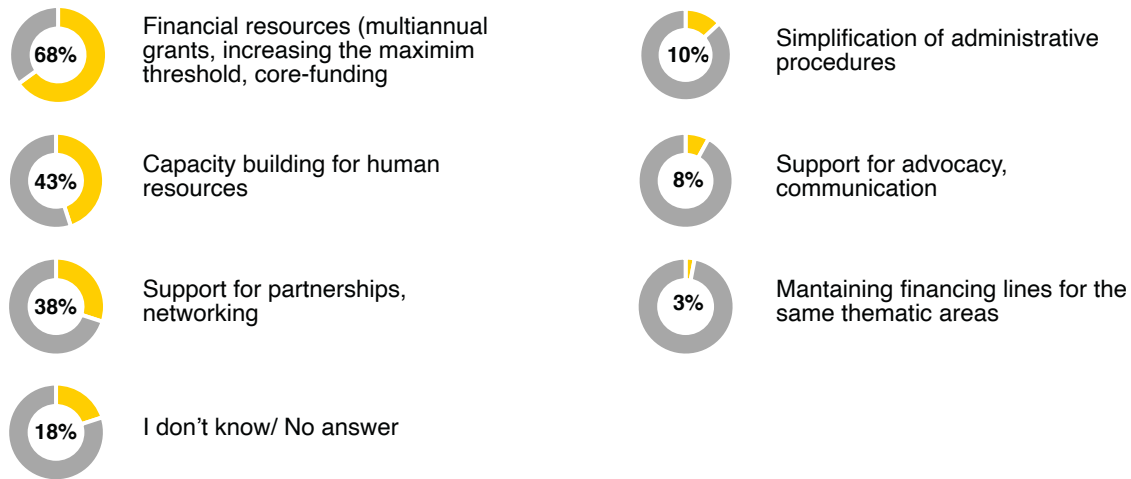 68%
Financial resources (multiannual
grants, increasing the maximim
threshold, core-funding
43%
Capacity building for human
resources
38%
Support for partnerships,
networking
18%
I don’t know/ No answer
10%
Simplification of administrative
procedures
8%
Support for advocacy,
communication
3%
Mantaining financing lines for the
same thematic areas